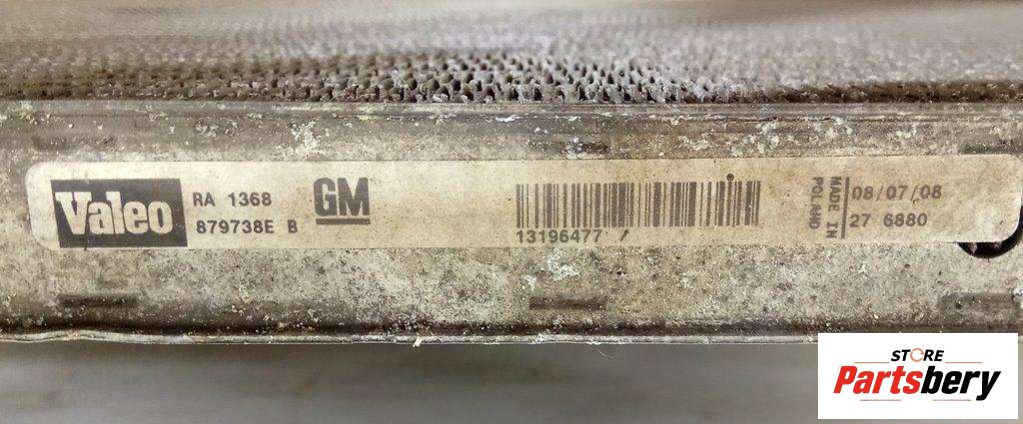 Valeo
RA 1368
879738E B
GM
13196477 /
MADE IN
POLAND
08/07/08
27 6880
STORE
Partsbery